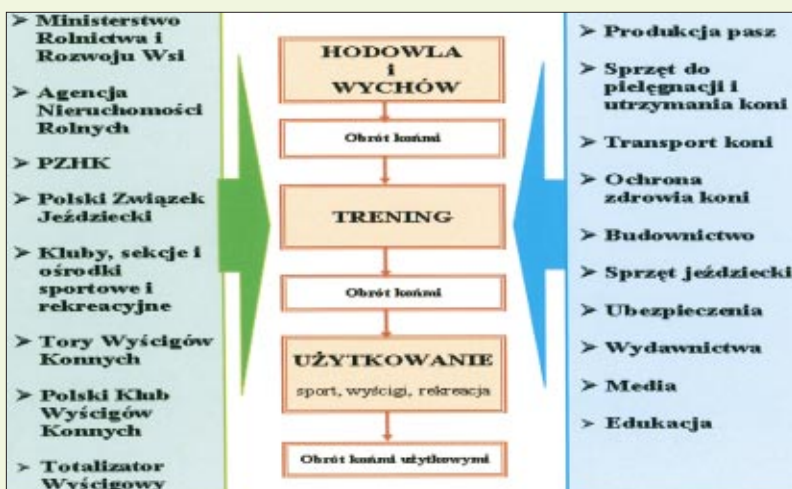 ➢ Ministerstwo
Rolnictwa i
Rozwoju Wsi
➢ Agencja
Nieruchomości
Rolnych
➢ PZHK
➢ Polski Związek
Jeździecki
➢ Kluby, sekcje i
ośrodki
sportowe i
rekreacyjne
➢ Tory Wyścigów
Konnych
➢ Polski Klub
Wyścigów
Konnych
➢ Totalizator
Wyścigowy
HODOWLA
i
WYCHÓW
Obrót końmi
TRENING
Obrót końmi
UŻYTKOWANIE
sport, wyścigi, rekreacja
Obrót końmi użytkowymi
➢ Produkcja pasz
➢ Sprzęt do
pielęgnacji i
utrzymania koni
➢ Transport koni
➢ Ochrona
zdrowia koni
➢ Budownictwo
➢ Sprzęt jeździecki
➢ Ubezpieczenia
➢ Wydawnictwa
➢ Media
➢ Edukacja